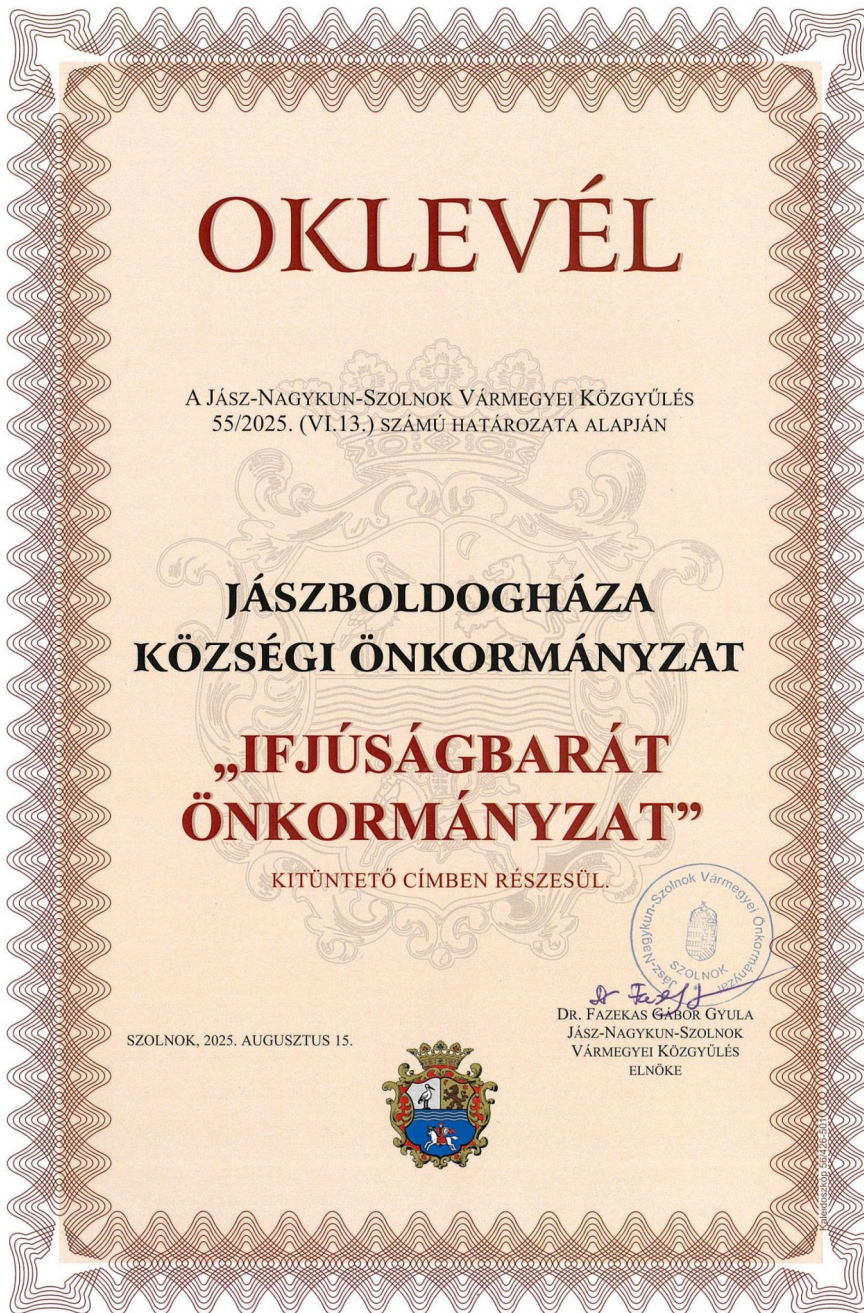 OKLEVÉL
A JÁSZ-NAGYKUN-SZOLNOK VÁRMEGYEI KÖZGYŰLÉS
55/2025. (VI.13.) SZÁMÚ HATÁROZATA ALAPJÁN
JÁSZBOLDOGHÁZA
KÖZSÉGI ÖNKORMÁNYZAT
„IFJÚSÁGBARÁT
ÖNKORMÁNYZAT”
KITÜNTETŐ CÍMBEN RÉSZESÜL.
Jász-Nagykun-Szolnok Vármegyei Önkormányzat
SZOLNOK
DR. FAZEKAS GÁBOR GYULA
JÁSZ-NAGYKUN-SZOLNOK
VÁRMEGYEI KÖZGYŰLÉS
ELNÖKE
SZOLNOK, 2025. AUGUSZTUS 15.